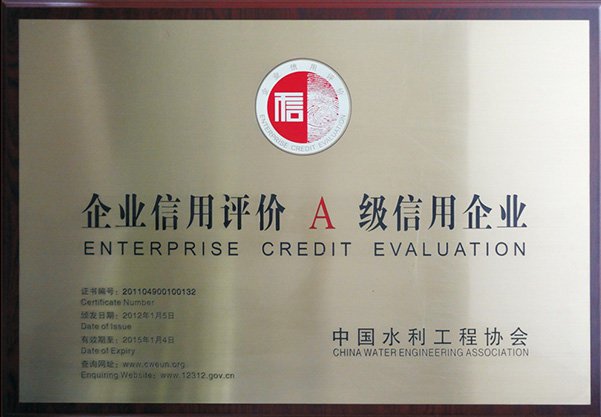 企业信用评价
信
ENTERPRISE CREDIT EVALUATION
企业信用评价 A 级信用企业
ENTERPRISE CREDIT EVALUATION
证书编号：201104900100132
Certificate Number
颁发日期：2012年1月5日
Date of Issue
有效期至：2015年1月4日
Date of Expiry
查询网址：www.cweun.org
Enquiring Website：www.12312.gov.cn
中国水利工程协会
CHINA WATER ENGINEERING ASSOCIATION